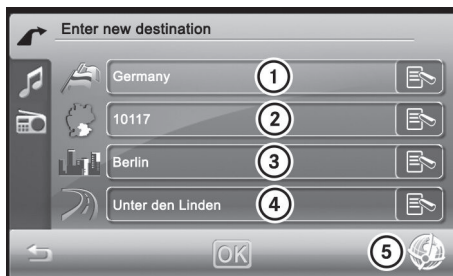 Enter new destination
Germany 1
10117 2
Berlin 3
Unter den Linden 4
OK 5